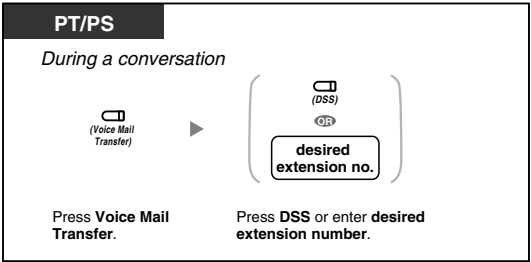 PT/PS
During a conversation
(Voice Mail
Transfer)
(DSS)
OR
desired
extension no.
Press Voice Mail
Transfer.
Press DSS or enter desired
extension number.